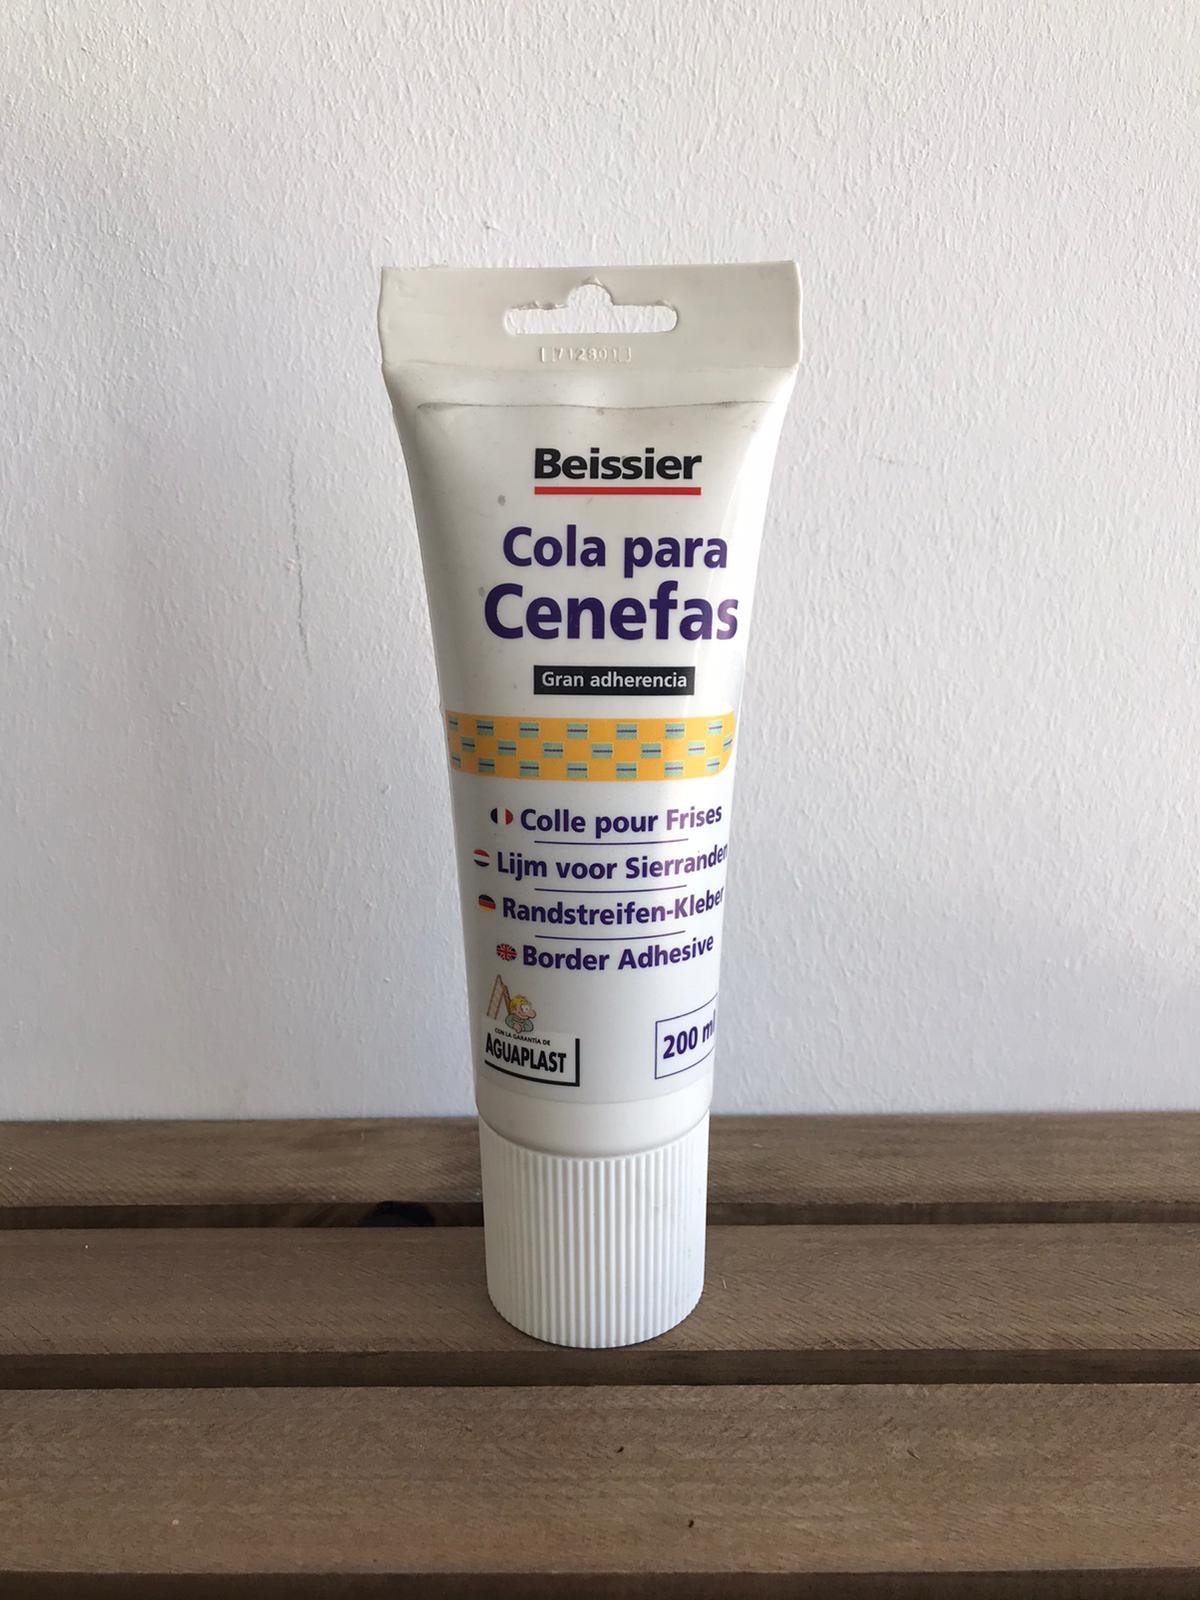 [712801]
Beissier
Cola para
Cenefas
Gran adherencia
Colle pour Frises
Lijm voor Sierranden
Randstreifen-Kleber
Border Adhesive
CON LA GARANTÍA DE
AGUAPLAST
200 ml